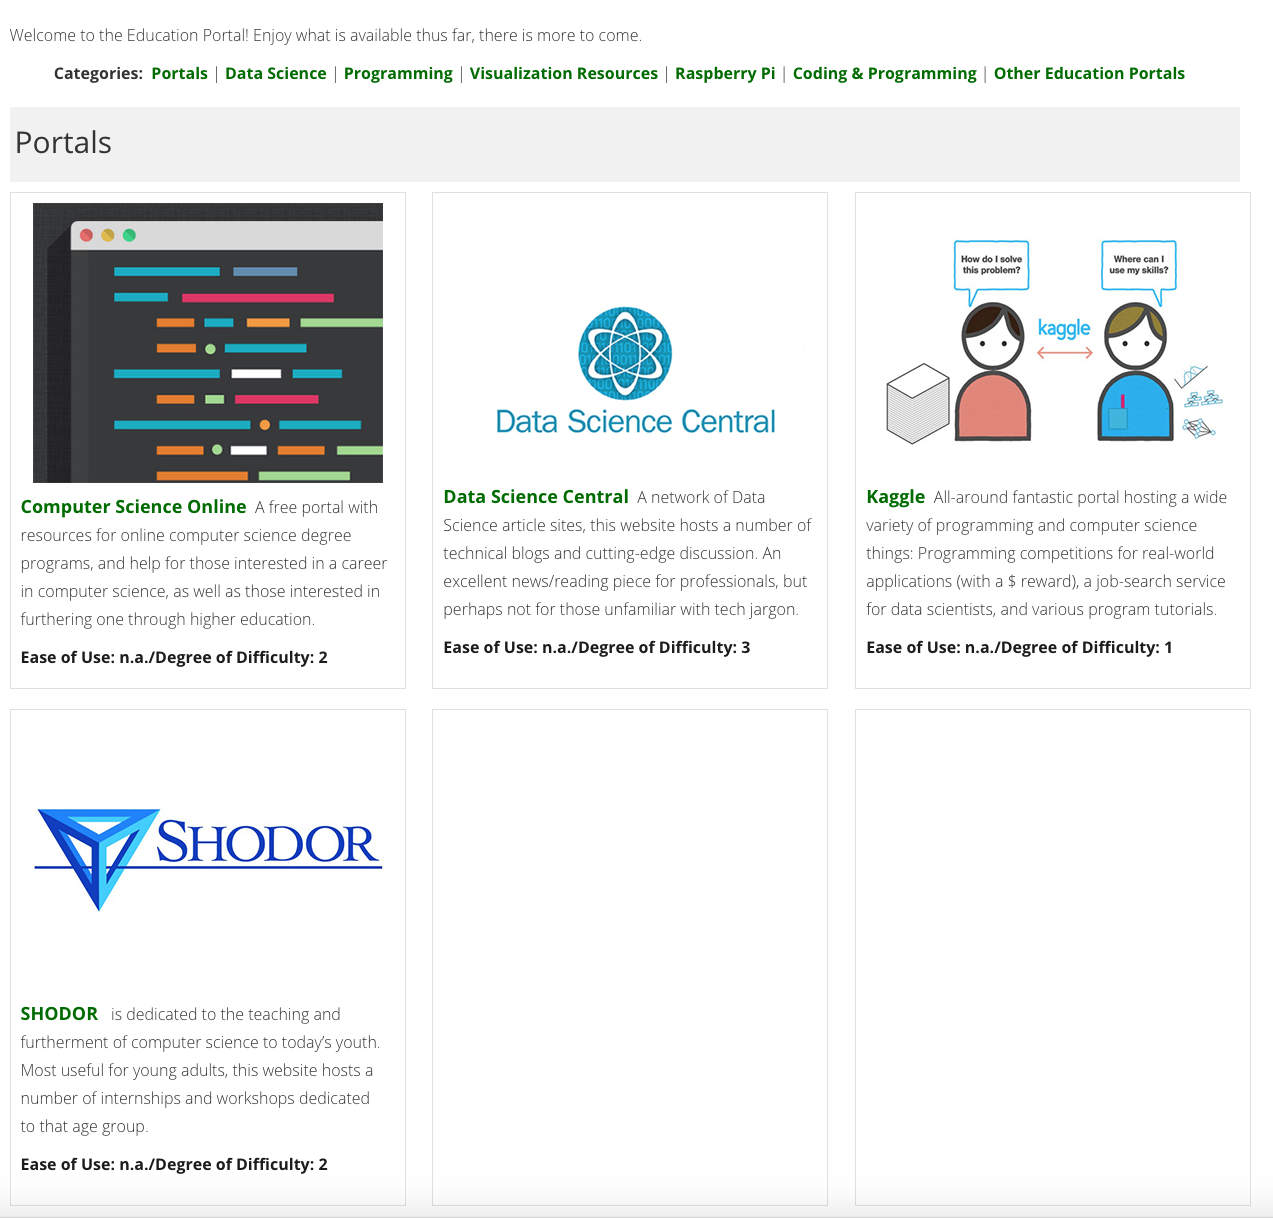 Welcome to the Education Portal! Enjoy what is available thus far, there is more to come.
Categories: Portals | Data Science | Programming | Visualization Resources | Raspberry Pi | Coding & Programming | Other Education Portals
Portals
Computer Science Online A free portal with
resources for online computer science degree
programs, and help for those interested in a career
in computer science, as well as those interested in
furthering one through higher education.
Ease of Use: n.a./Degree of Difficulty: 2
Data Science Central
Data Science Central A network of Data
Science article sites, this website hosts a number of
technical blogs and cutting-edge discussion. An
excellent news/reading piece for professionals, but
perhaps not for those unfamiliar with tech jargon.
Ease of Use: n.a./Degree of Difficulty: 3
How do I solve
this problem?
Where can I
use my skills?
kaggle
Kaggle All-around fantastic portal hosting a wide
variety of programming and computer science
things: Programming competitions for real-world
applications (with a $ reward), a job-search service
for data scientists, and various program tutorials.
Ease of Use: n.a./Degree of Difficulty: 1
SHODOR
SHODOR is dedicated to the teaching and
furtherment of computer science to today’s youth.
Most useful for young adults, this website hosts a
number of internships and workshops dedicated
to that age group.
Ease of Use: n.a./Degree of Difficulty: 2